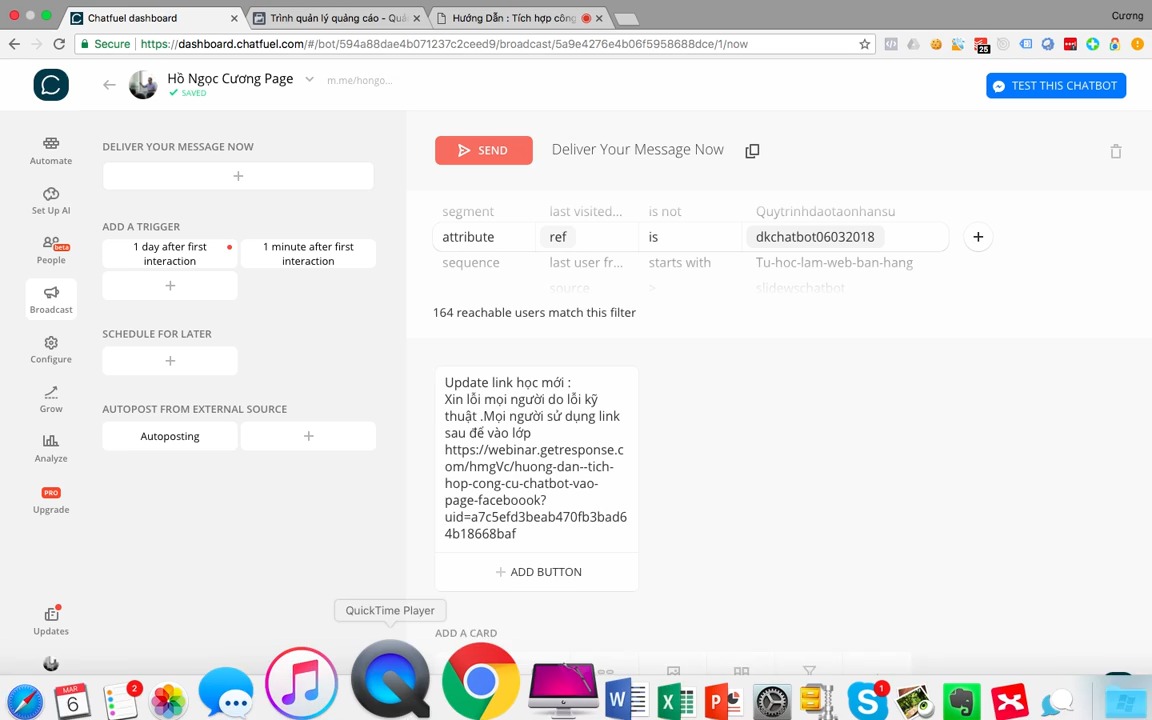 Chatfuel dashboard
Trình quản lý quảng cáo - Quả
Hướng Dẫn : Tích hợp công
Cương
Secure
https://dashboard.chatfuel.com/#/bot/594a88dae4b071237c2ceed9/broadcast/5a9e4276e4b06f5958688dce/1/now
25
Hồ Ngọc Cương Page
m.me/hongo...
SAVED
TEST THIS CHATBOT
Automate
Set Up AI
People
beta
Broadcast
Configure
Grow
Analyze
PRO
Upgrade
Updates
DELIVER YOUR MESSAGE NOW
+
ADD A TRIGGER
1 day after first interaction
1 minute after first interaction
+
SCHEDULE FOR LATER
+
AUTOPOST FROM EXTERNAL SOURCE
Autoposting
+
SEND
Deliver Your Message Now
segment
last visited...
is not
Quytrinhdaotaonhansu
attribute
ref
is
dkchatbot06032018
+
sequence
last user fr...
starts with
Tu-hoc-lam-web-ban-hang
source
>
slidewschatbot
164 reachable users match this filter
Update link học mới :
Xin lỗi mọi người do lỗi kỹ
thuật .Mọi người sử dụng link
sau để vào lớp
https://webinar.getresponse.c
om/hmgVc/huong-dan--tich-
hop-cong-cu-chatbot-vao-
page-faceboook?
uid=a7c5efd3beab470fb3bad6
4b18668baf
+ ADD BUTTON
QuickTime Player
ADD A CARD
MAR
6
2
1